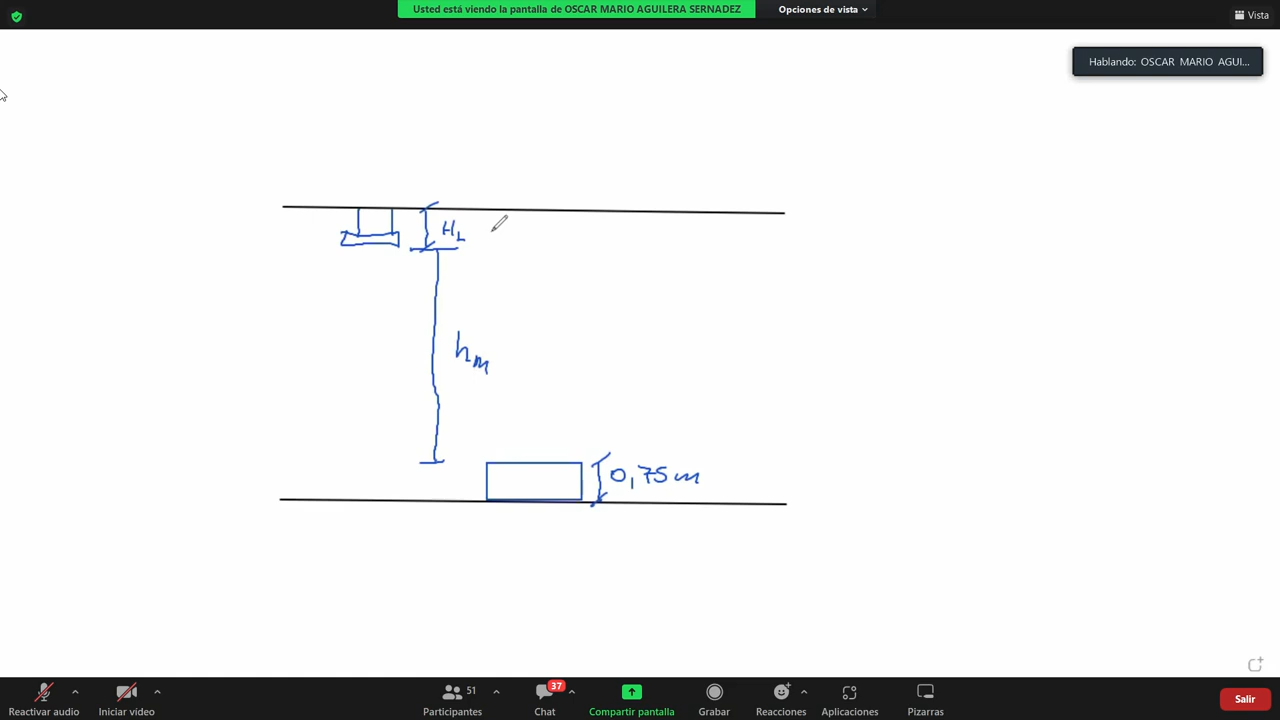 Usted está viendo la pantalla de OSCAR MARIO AGUILERA SERNADEZ
Opciones de vista
Vista
Hablando: OSCAR MARIO AGUI...
HL
hm
0,75m
Reactivar audio
Iniciar video
51
Participantes
37
Chat
Compartir pantalla
Grabar
Reacciones
Aplicaciones
Pizarras
Salir